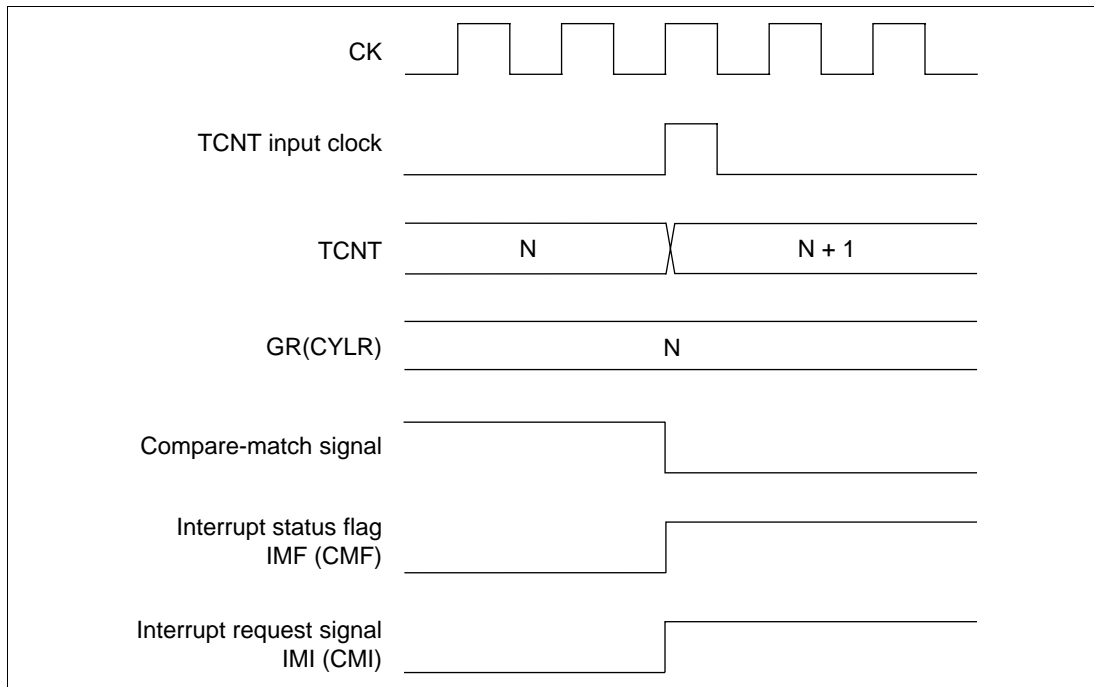 CK
TCNT input clock
TCNT
N
N + 1
GR(CYLR)
N
Compare-match signal
Interrupt status flag
IMF (CMF)
Interrupt request signal
IMI (CMI)